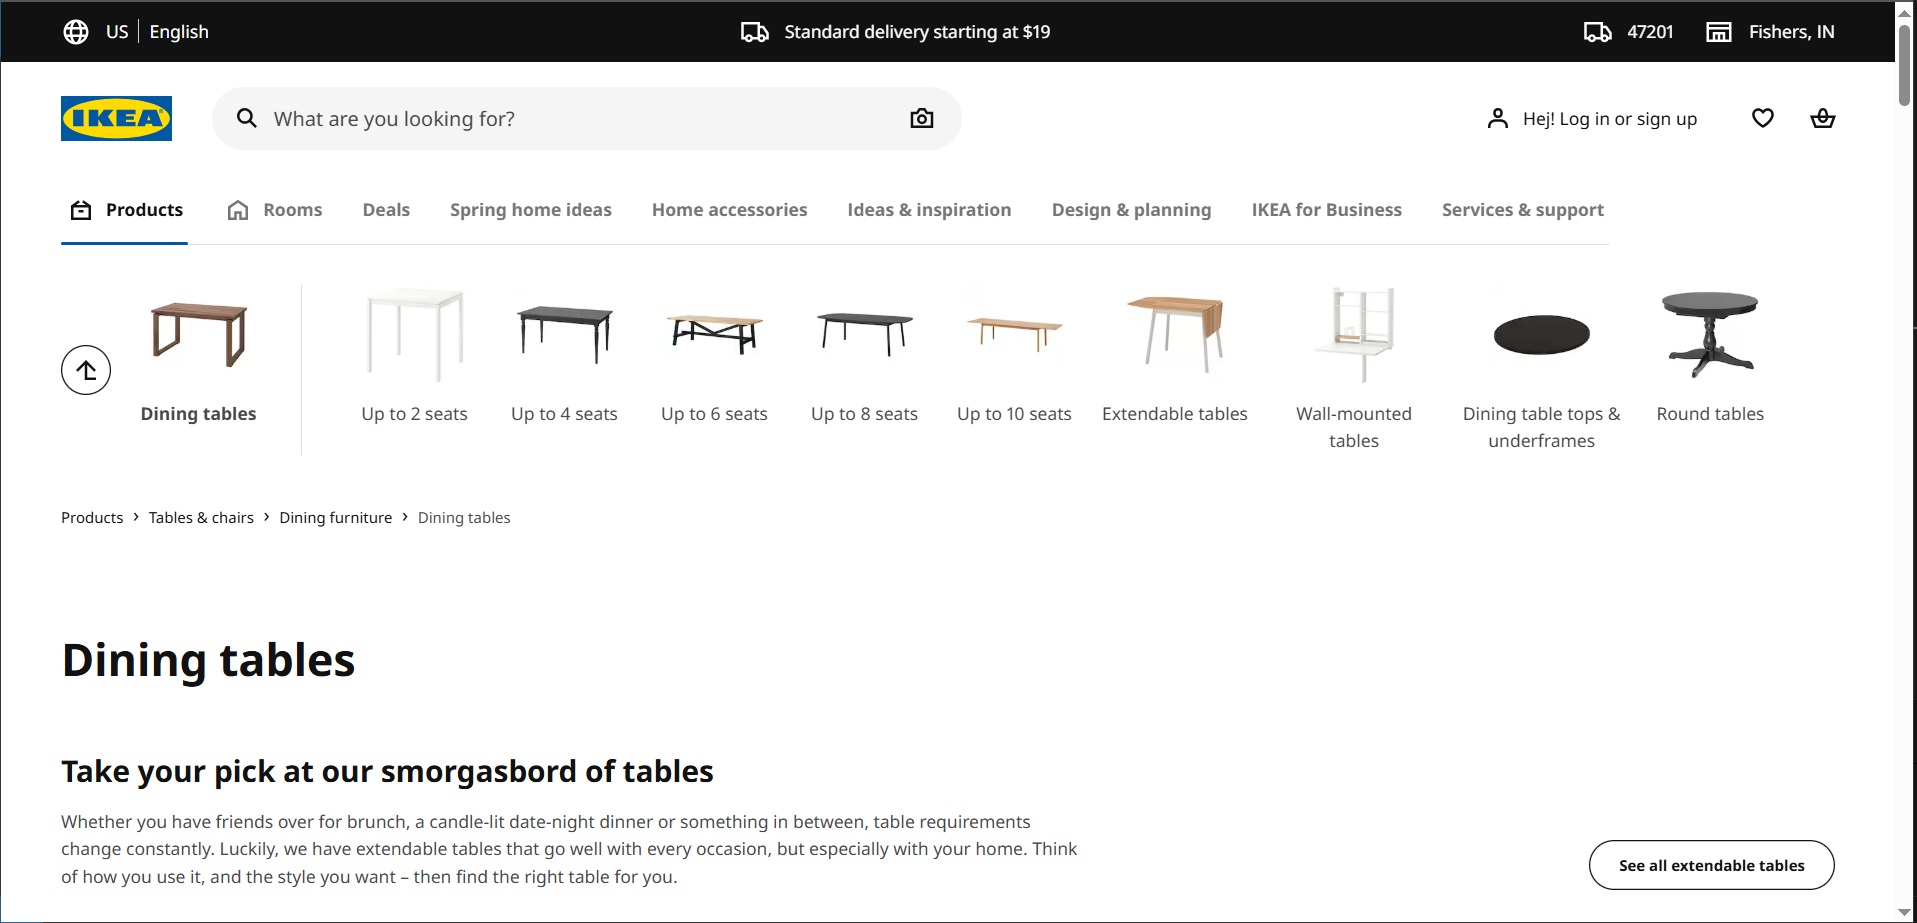 US English
Standard delivery starting at $19
47201
Fishers, IN
IKEA
What are you looking for?
Hej! Log in or sign up
Products
Rooms
Deals
Spring home ideas
Home accessories
Ideas & inspiration
Design & planning
IKEA for Business
Services & support
Dining tables
Up to 2 seats
Up to 4 seats
Up to 6 seats
Up to 8 seats
Up to 10 seats
Extendable tables
Wall-mounted
tables
Dining table tops &
underframes
Round tables
Products › Tables & chairs › Dining furniture › Dining tables
Dining tables
Take your pick at our smorgasbord of tables
Whether you have friends over for brunch, a candle-lit date-night dinner or something in between, table requirements
change constantly. Luckily, we have extendable tables that go well with every occasion, but especially with your home. Think
of how you use it, and the style you want – then find the right table for you.
See all extendable tables